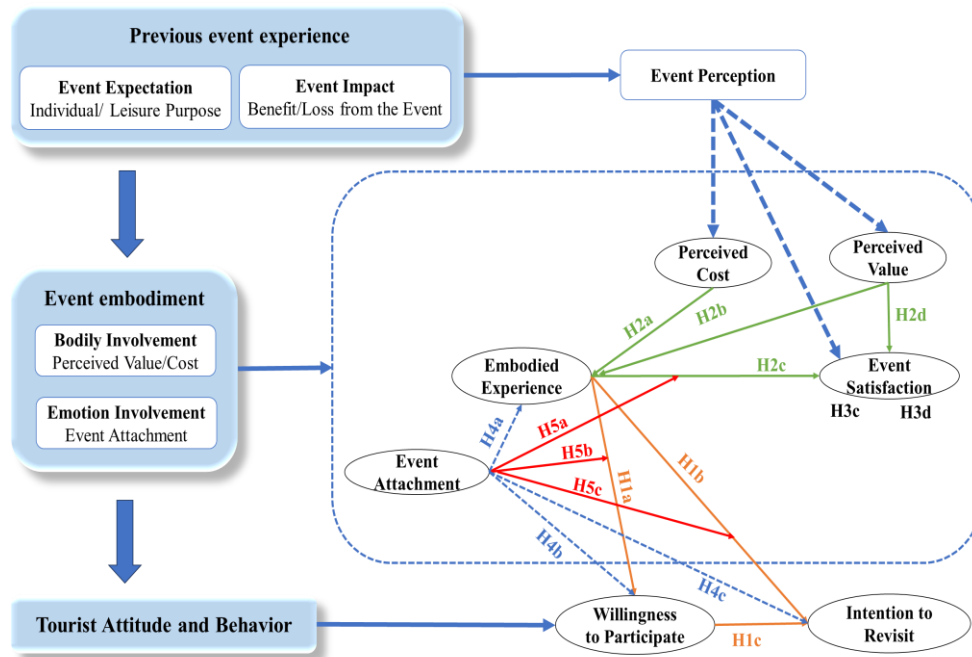 Previous event experience
Event Expectation
Individual/ Leisure Purpose
Event Impact
Benefit/Loss from the Event
Event Perception
Perceived
Cost
Perceived
Value
Event embodiment
Bodily Involvement
Perceived Value/Cost
Emotion Involvement
Event Attachment
H2a
H2b
H2d
Embodied
Experience
H2c
Event
Satisfaction
H3c
H3d
H4a
H5a
H5b
H5c
H1a
H1b
Event
Attachment
H4b
H4c
Tourist Attitude and Behavior
Willingness
to Participate
H1c
Intention to
Revisit